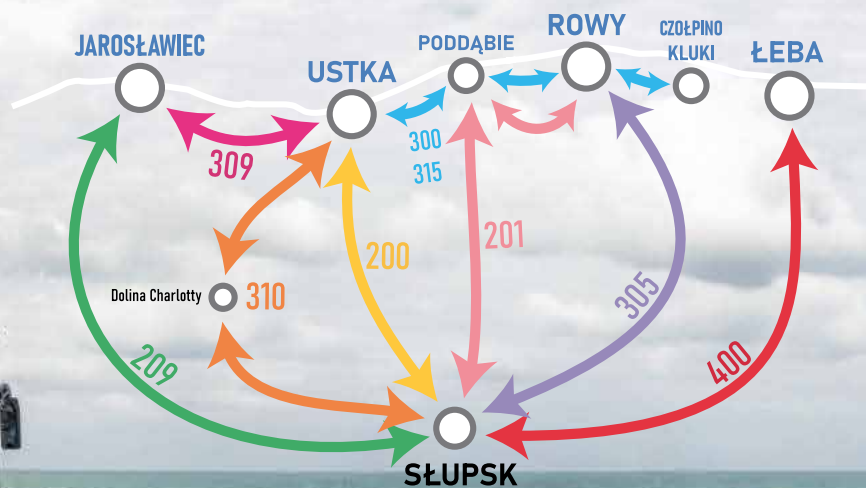 JAROSŁAWIEC
USTKA
PODDĄBIE
ROWY
CZOŁPINO
KLUKI
ŁEBA
309
300
315
201
200
Dolina Charlotty
310
305
209
400
SŁUPSK